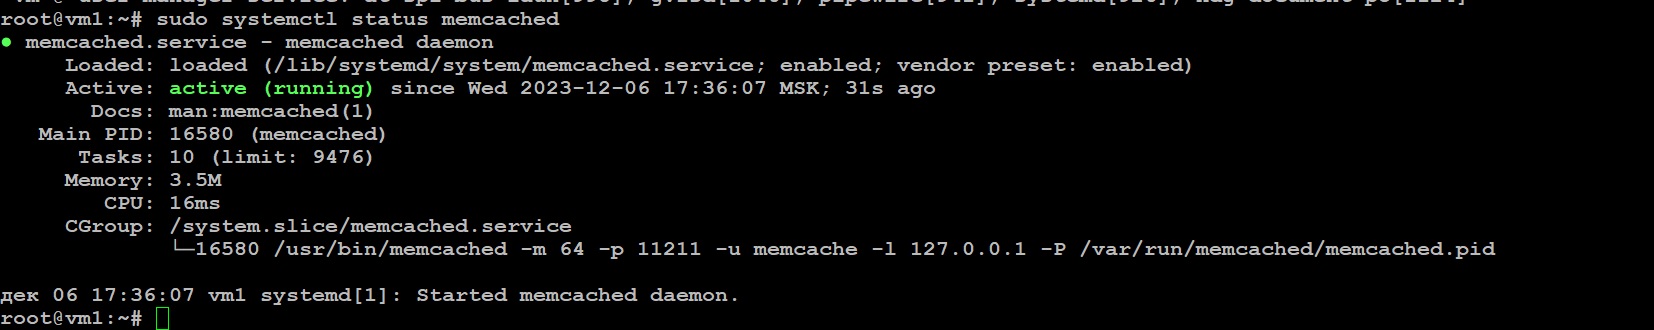 root@vm1:~# sudo systemctl status memcached
● memcached.service - memcached daemon
Loaded: loaded (/lib/systemd/system/memcached.service; enabled; vendor preset: enabled)
Active: active (running) since Wed 2023-12-06 17:36:07 MSK; 31s ago
Docs: man:memcached(1)
Main PID: 16580 (memcached)
Tasks: 10 (limit: 9476)
Memory: 3.5M
CPU: 16ms
CGroup: /system.slice/memcached.service
└─16580 /usr/bin/memcached -m 64 -p 11211 -u memcache -l 127.0.0.1 -P /var/run/memcached/memcached.pid
дек 06 17:36:07 vm1 systemd[1]: Started memcached daemon.
root@vm1:~#